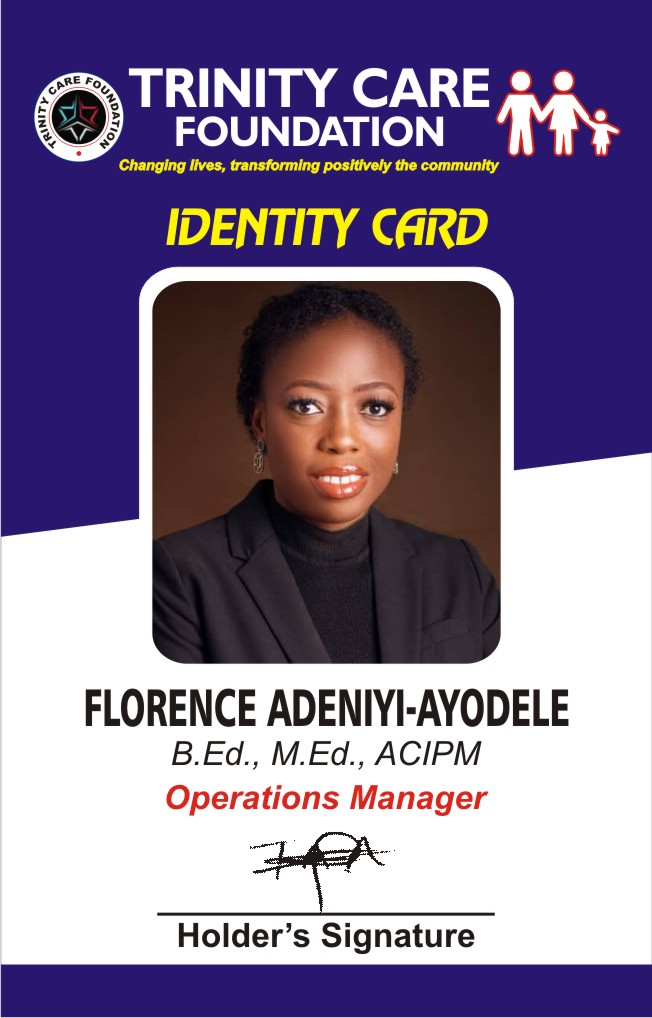 TRINITY CARE FOUNDATION
TRINITY CARE
FOUNDATION
Changing lives, transforming positively the community
IDENTITY CARD
FLORENCE ADENIYI-AYODELE
B.Ed., M.Ed., ACIPM
Operations Manager
Holder's Signature